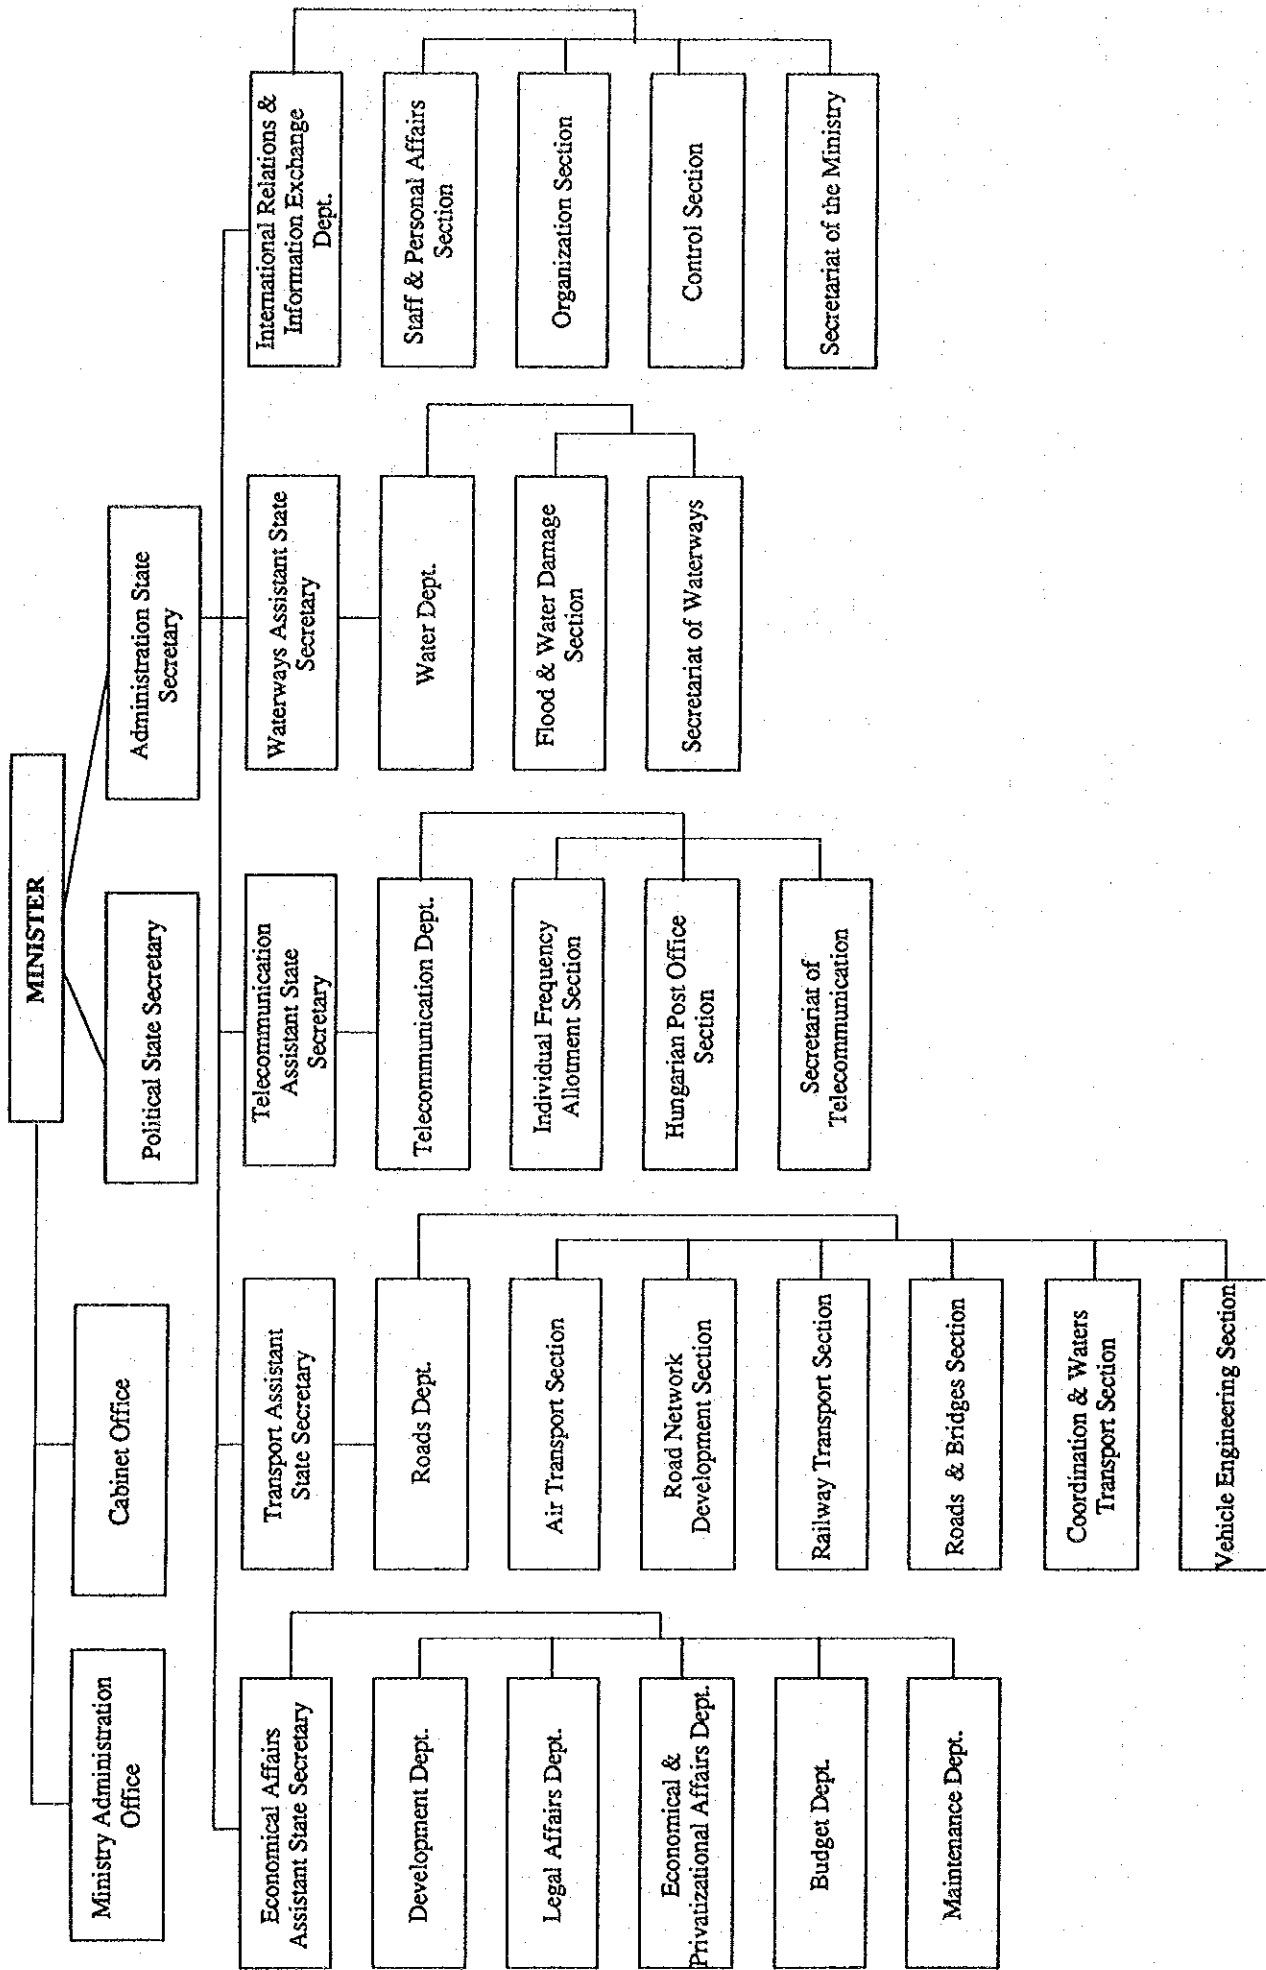 MINISTER
Ministry Administration
Office
Cabinet Office
Political State Secretary
Administration State
Secretary
Economical Affairs
Assistant State Secretary
Development Dept.
Legal Affairs Dept.
Economical &
Privatizational Affairs Dept.
Budget Dept.
Maintenance Dept.
Transport Assistant
State Secretary
Roads Dept.
Air Transport Section
Road Network
Development Section
Railway Transport Section
Roads & Bridges Section
Coordination & Waters
Transport Section
Vehicle Engineering Section
Telecommunication
Assistant State
Secretary
Telecommunication Dept.
Individual Frequency
Allotment Section
Hungarian Post Office
Section
Secretariat of
Telecommunication
Waterways Assistant State
Secretary
Water Dept.
Flood & Water Damage
Section
Secretariat of Waterways
International Relations &
Information Exchange
Dept.
Staff & Personal Affairs
Section
Organization Section
Control Section
Secretariat of the Ministry